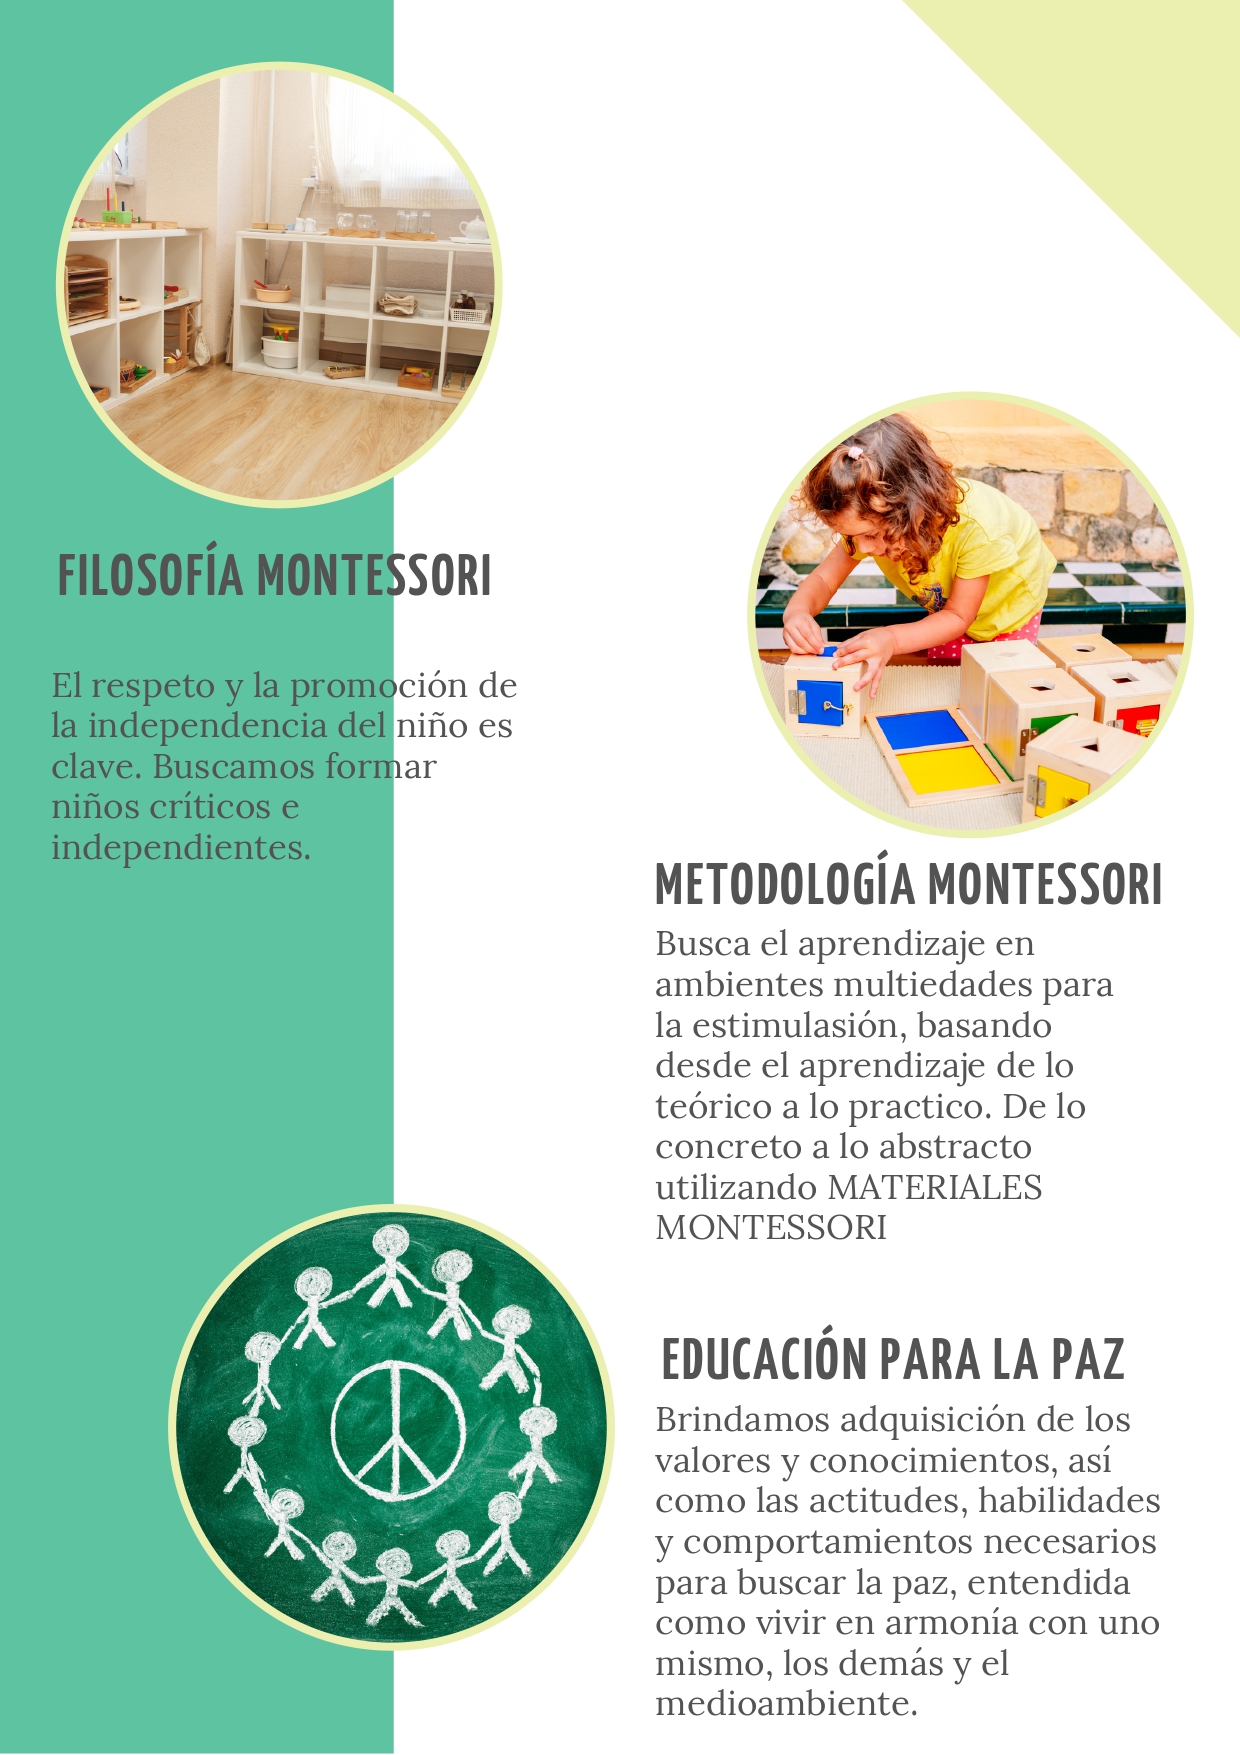 FILOSOFÍA MONTESSORI
El respeto y la promoción de
la independencia del niño es
clave. Buscamos formar
niños críticos e
independientes.
METODOLOGÍA MONTESSORI
Busca el aprendizaje en
ambientes multiedades para
la estimulasión, basando
desde el aprendizaje de lo
teórico a lo practico. De lo
concreto a lo abstracto
utilizando MATERIALES
MONTESSORI
EDUCACIÓN PARA LA PAZ
Brindamos adquisición de los
valores y conocimientos, así
como las actitudes, habilidades
y comportamientos necesarios
para buscar la paz, entendida
como vivir en armonía con uno
mismo, los demás y el
medioambiente.